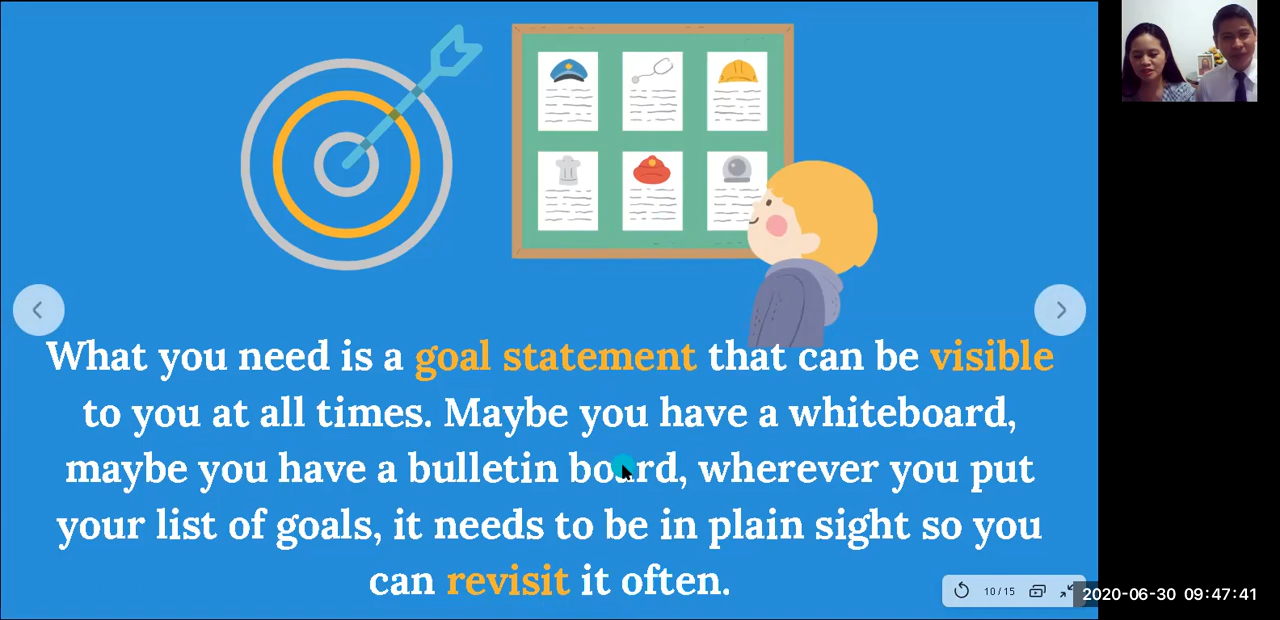 What you need is a goal statement that can be visible
to you at all times. Maybe you have a whiteboard,
maybe you have a bulletin board, wherever you put
your list of goals, it needs to be in plain sight so you
can revisit it often.
10/15
2020-06-30 09:47:41